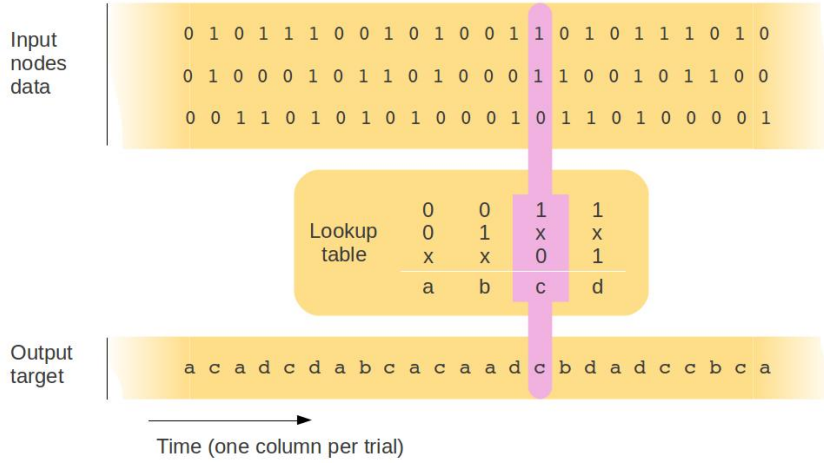 Input
nodes
data
0 1 0 1 1 1 0 0 1 0 1 0 0 1 1 0 1 0 1 1 1 0 1 0
0 1 0 0 0 1 0 1 1 0 1 0 0 0 1 1 0 0 1 0 1 1 0 0
0 0 1 1 0 1 0 1 0 1 0 0 0 1 0 1 1 0 1 0 0 0 0 1
Lookup
table
0 0 1 1
0 1 x x
x x 0 1
a b c d
Output
target
a c a d c d a b c a c a a d c b d a d c c b c a
Time (one column per trial)